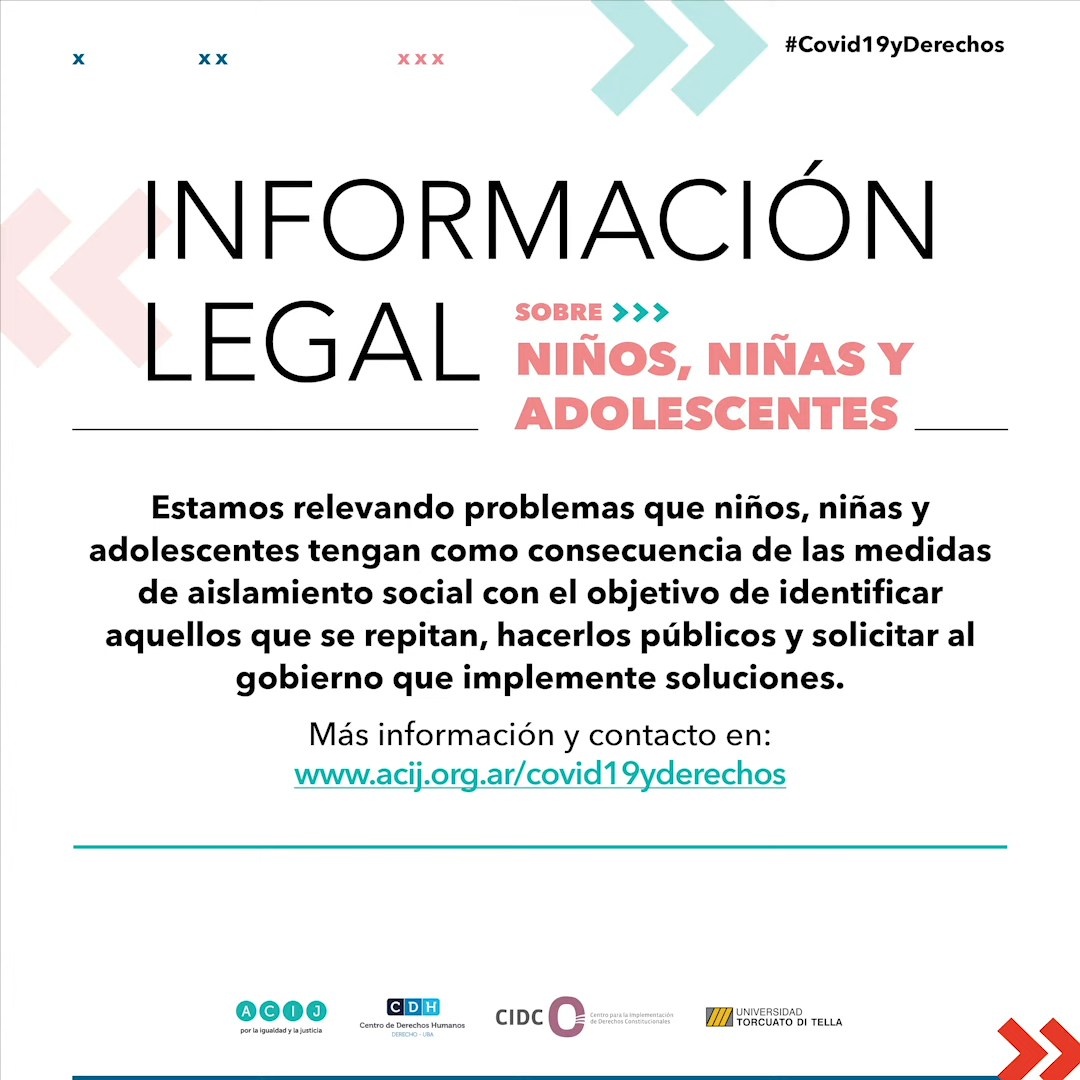 x xx xxx #Covid19yDerechos
INFORMACIÓN
LEGAL
SOBRE >>>
NIÑOS, NIÑAS Y
ADOLESCENTES
Estamos relevando problemas que niños, niñas y
adolescentes tengan como consecuencia de las medidas
de aislamiento social con el objetivo de identificar
aquellos que se repitan, hacerlos públicos y solicitar al
gobierno que implemente soluciones.
Más información y contacto en:
www.acij.org.ar/covid19yderechos
ACIJ
por la igualdad y la justicia
CDH
Centro de Derechos Humanos
DERECHO - UBA
CIDC
Centro para la Implementación
de Derechos Constitucionales
UNIVERSIDAD
TORCUATO DI TELLA